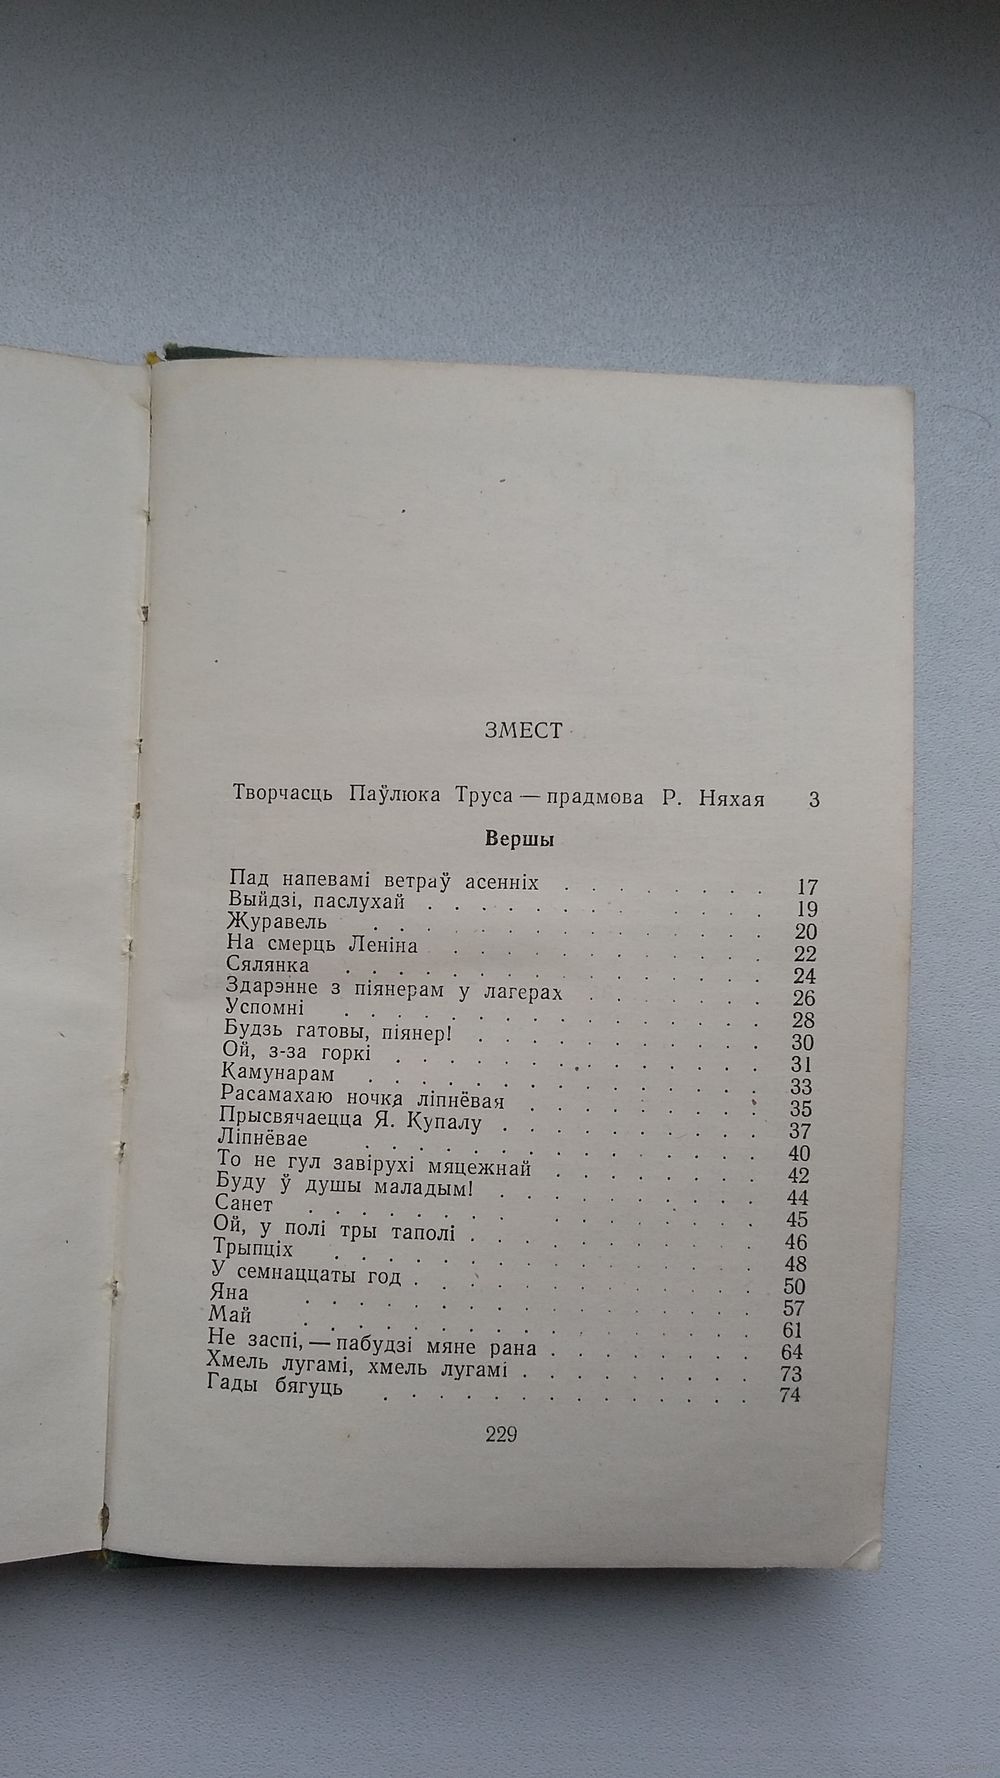 ЗМЕСТ
Творчасць Паўлюка Труса — прадмова Р. Няхая 3
Вершы
Пад напевамі ветраў асенніх . . . . . . . . 17
Выйдзі, паслухай . . . . . . . . . . . . . 19
Журавель . . . . . . . . . . . . . . . 20
На смерць Леніна . . . . . . . . . . . . 22
Сялянка . . . . . . . . . . . . . . . . 24
Здарэнне з піянерам у лагерах . . . . . . . 26
Успомні . . . . . . . . . . . . . . . . 28
Будзь гатовы, піянер! . . . . . . . . . . . 30
Ой, з-за горкі . . . . . . . . . . . . . . 31
Камунарам . . . . . . . . . . . . . . . 33
Расамахаю ночка ліпнёвая . . . . . . . . . 35
Прысвячаецца Я. Купалу . . . . . . . . . . 37
Ліпнёвае . . . . . . . . . . . . . . . 40
То не гул завірухі мяцежнай . . . . . . . . 42
Буду ў душы маладым! . . . . . . . . . . 44
Санет . . . . . . . . . . . . . . . . 45
Ой, у полі тры таполі . . . . . . . . . . . 46
Трыпціх . . . . . . . . . . . . . . . . 48
У семнаццаты год . . . . . . . . . . . . . 50
Яна . . . . . . . . . . . . . . . . . 57
Май . . . . . . . . . . . . . . . . . 61
Не заспі, — пабудзі мяне рана . . . . . . . . 64
Хмель лугамі, хмель лугамі . . . . . . . . . 73
Гады бягуць . . . . . . . . . . . . . . 74
229